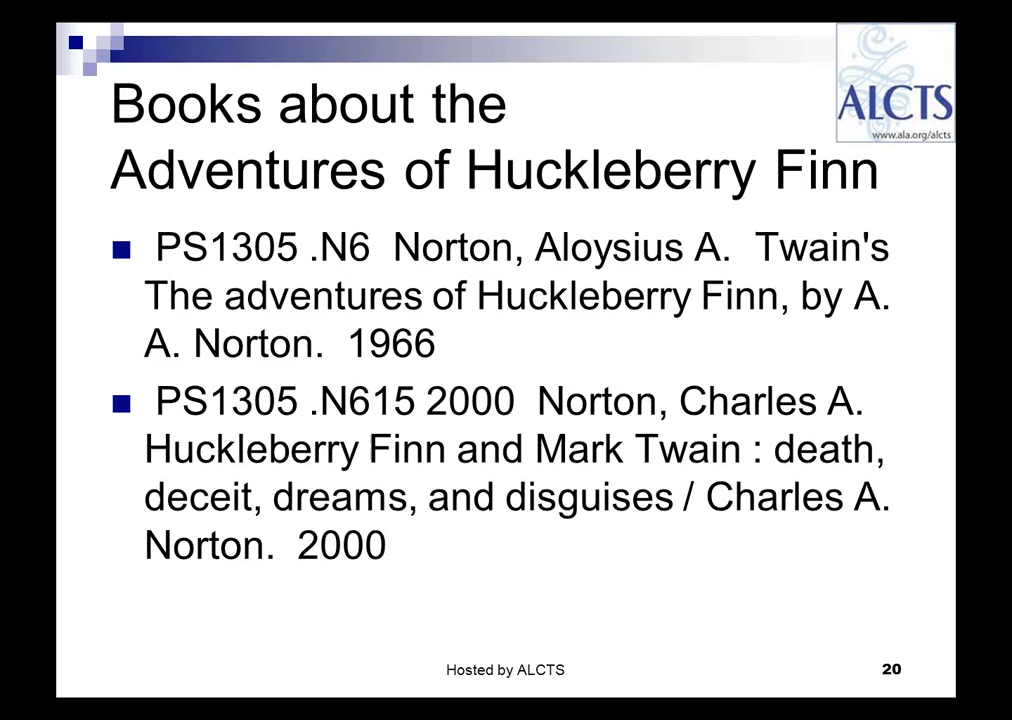 ALCTS
www.ala.org/alcts
Books about the
Adventures of Huckleberry Finn
PS1305 .N6  Norton, Aloysius A.  Twain's
The adventures of Huckleberry Finn, by A.
A. Norton.  1966
PS1305 .N615 2000  Norton, Charles A.
Huckleberry Finn and Mark Twain : death,
deceit, dreams, and disguises / Charles A.
Norton.  2000
Hosted by ALCTS
20